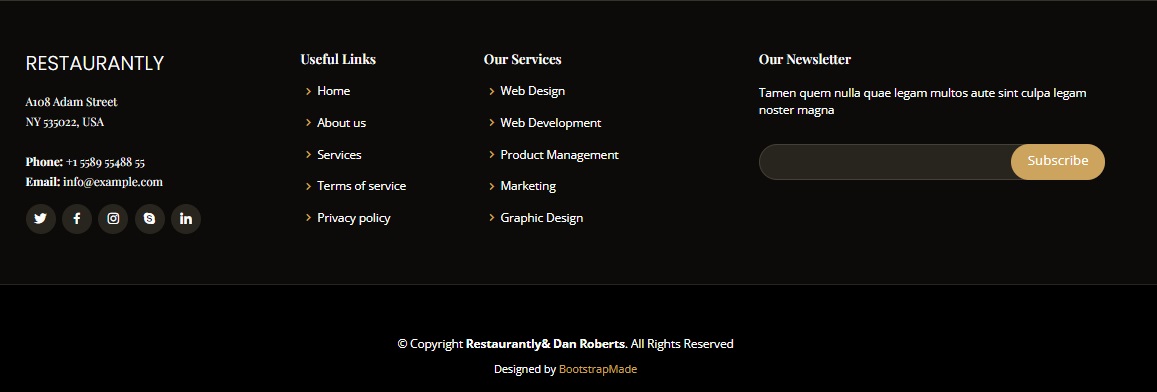 RESTAURANTLY
A108 Adam Street
NY 535022, USA
Phone: +1 5589 55488 55
Email: info@example.com
Useful Links
Home
About us
Services
Terms of service
Privacy policy
Our Services
Web Design
Web Development
Product Management
Marketing
Graphic Design
Our Newsletter
Tamen quem nulla quae legam multos aute sint culpa legam
noster magna
Subscribe
© Copyright Restaurantly& Dan Roberts. All Rights Reserved
Designed by BootstrapMade